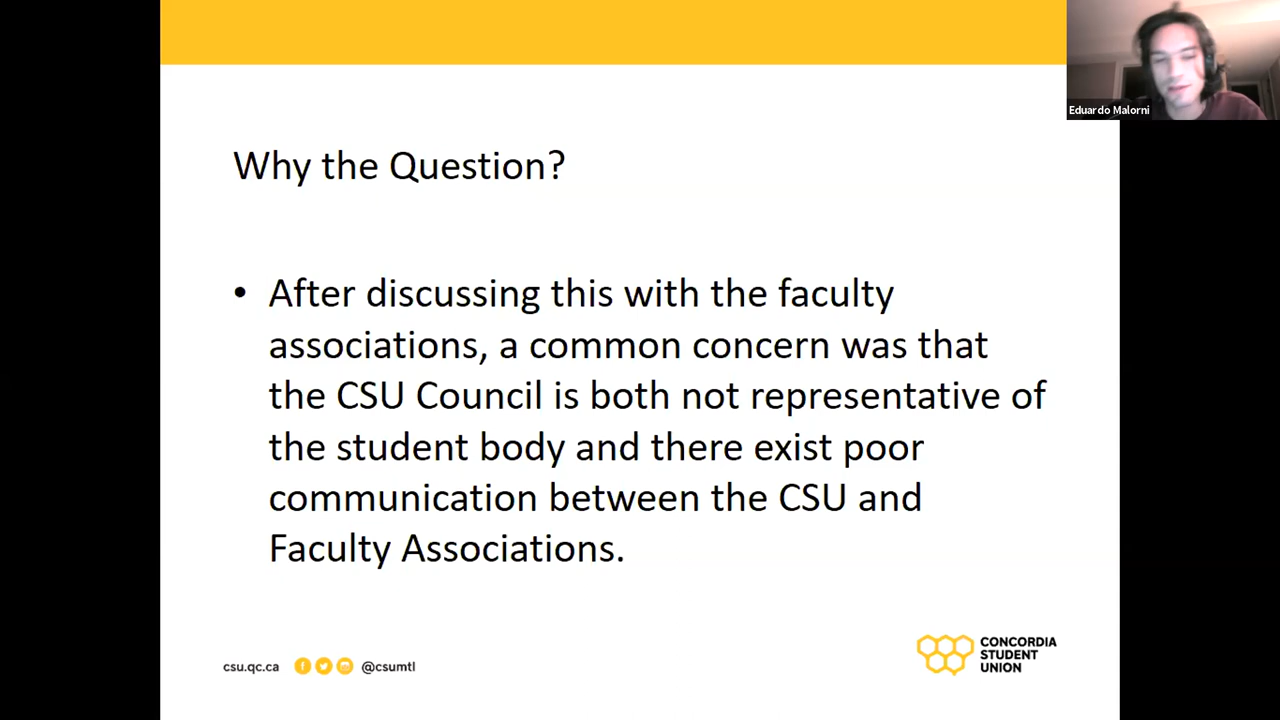 Eduardo Malorni
Why the Question?
• After discussing this with the faculty
associations, a common concern was that
the CSU Council is both not representative of
the student body and there exist poor
communication between the CSU and
Faculty Associations.
csu.qc.ca @csumtl
CONCORDIA
STUDENT
UNION